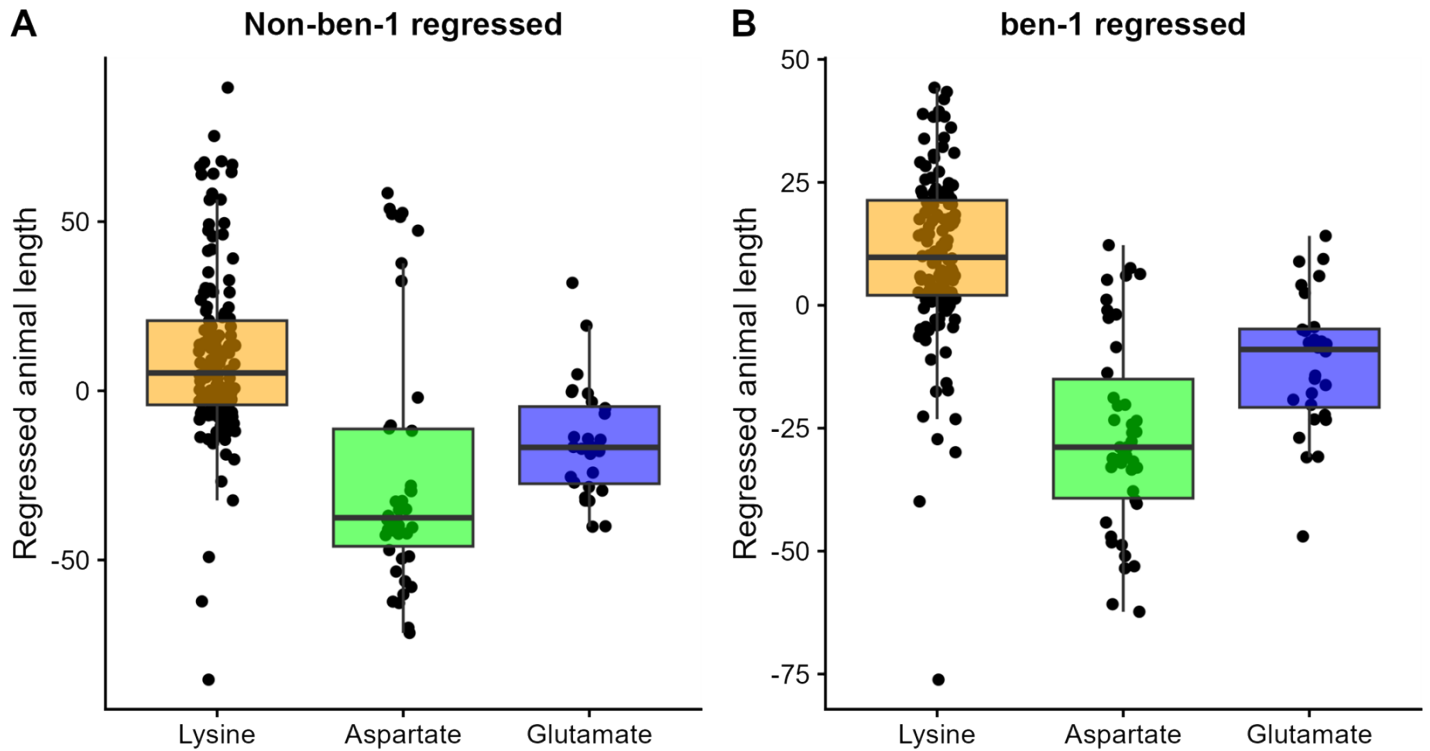 A
Non-ben-1 regressed
Regressed animal length
50
0
-50
Lysine
Aspartate
Glutamate
B
ben-1 regressed
Regressed animal length
50
25
0
-25
-50
-75
Lysine
Aspartate
Glutamate